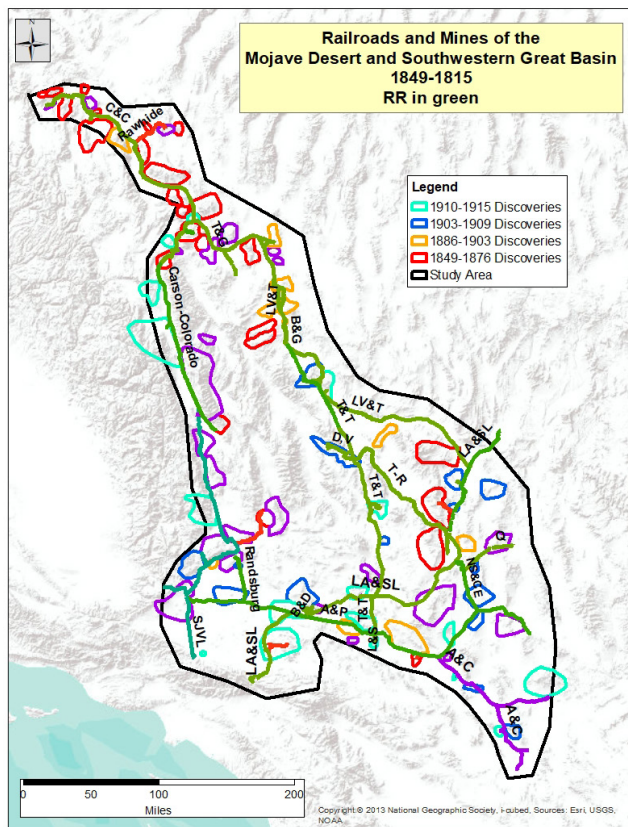 Railroads and Mines of the
Mojave Desert and Southwestern Great Basin
1849-1815
RR in green
N
C&C
Rawhide
T&G
Legend
1910-1915 Discoveries
1903-1909 Discoveries
1886-1903 Discoveries
1849-1876 Discoveries
Study Area
Carson-Colorado
LV&T
B&G
T&T
LV&T
D.V
LA&SL
T-R
T&T
Q
Randsburg
LA&SL
NS&CE
B&D
A&P
T&T
SJVL
LA&SL
L&S
A&C
A&C
0 50 100 200
Miles
Copyright:© 2013 National Geographic Society, i-cubed, Sources: Esri, USGS,
NOAA